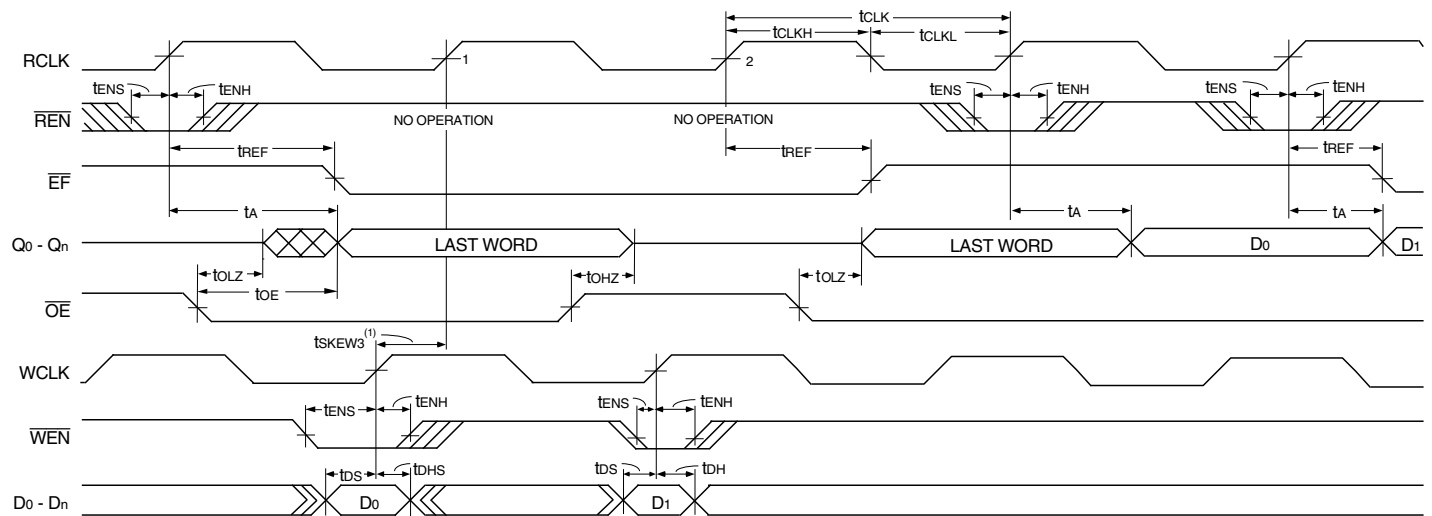 tCLK
tCLKH tCLKL
RCLK 1 2
tENS tENH tENS tENH tENS tENH
REN NO OPERATION NO OPERATION
tREF tREF tREF
EF
tA tA tA
Q0 - Qn LAST WORD LAST WORD D0 D1
tOLZ tOHZ tOLZ
tOE
OE
tSKEW3(1)
WCLK
tENS tENH tENS tENH
WEN
tDS tDHS tDS tDH
D0 - Dn D0 D1